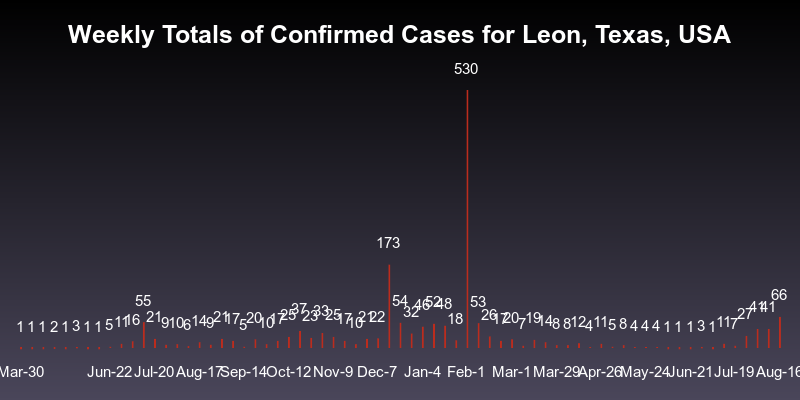 Weekly Totals of Confirmed Cases for Leon, Texas, USA
530
173
1 1 1 2 1 3 1 1 5 11 16 55 21 9 10 6 14 9 21 17 5 20 10 17 25 37 23 33 25 17 10 21 22 54 32 46 52 48 18 53 26 17 20 7 19 14 8 8 12 4 11 5 8 4 4 4 1 1 1 3 1 11 7 27 41 41 66
Mar-30 Jun-22 Jul-20 Aug-17 Sep-14 Oct-12 Nov-9 Dec-7 Jan-4 Feb-1 Mar-1 Mar-29 Apr-26 May-24 Jun-21 Jul-19 Aug-16